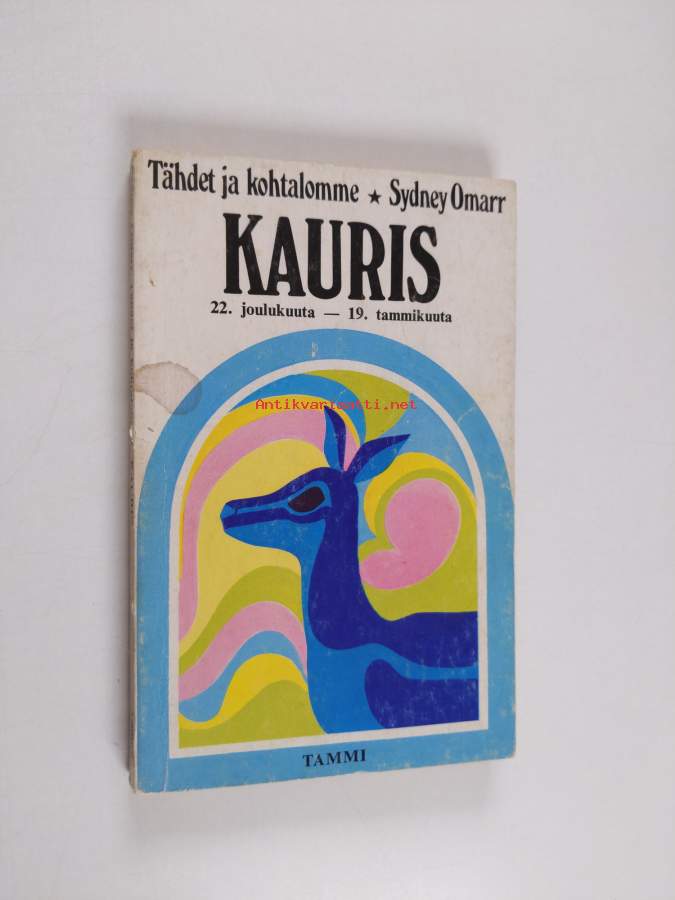 Tähdet ja kohtalomme ★ Sydney Omarr
KAURIS
22. joulukuuta — 19. tammikuuta
Antikvariaatti.net
TAMMI